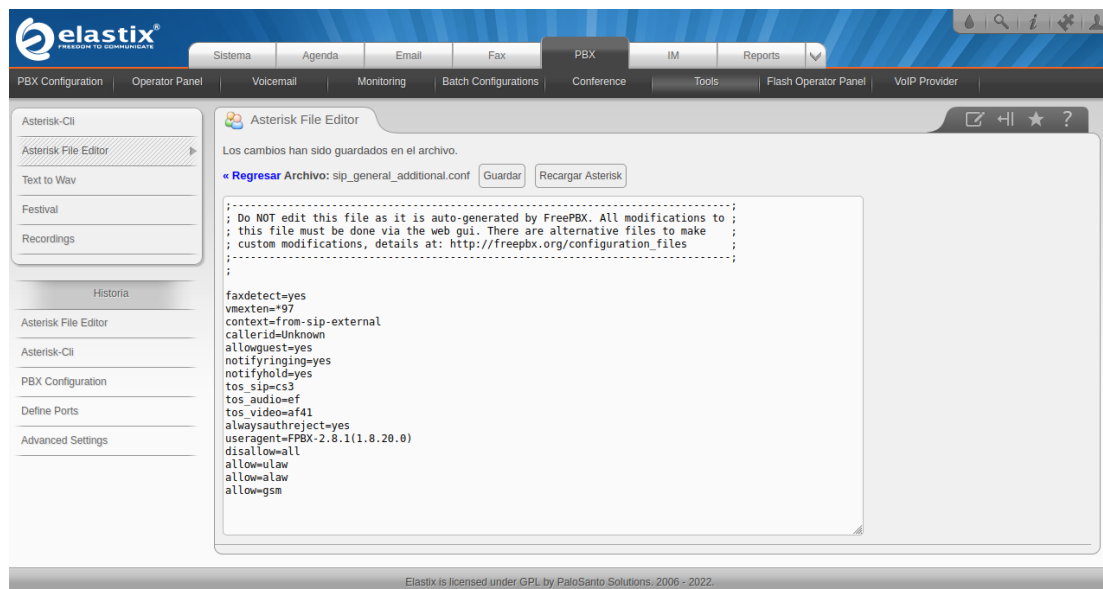 elastix®
FREEDOM TO COMMUNICATE
Sistema Agenda Email Fax PBX IM Reports
PBX Configuration Operator Panel Voicemail Monitoring Batch Configurations Conference Tools Flash Operator Panel VoIP Provider
Asterisk-Cli
Asterisk File Editor
Text to Wav
Festival
Recordings
Historia
Asterisk File Editor
Asterisk-Cli
PBX Configuration
Define Ports
Advanced Settings
Asterisk File Editor
Los cambios han sido guardados en el archivo.
« Regresar Archivo: sip_general_additional.conf Guardar Recargar Asterisk
;--------------------------------------------------------------------------------;
; Do NOT edit this file as it is auto-generated by FreePBX. All modifications to ;
; this file must be done via the web gui. There are alternative files to make ;
; custom modifications, details at: http://freepbx.org/configuration_files ;
;--------------------------------------------------------------------------------;
;
faxdetect=yes
vmexten=*97
context=from-sip-external
callerid=Unknown
allowguest=yes
notifyringing=yes
notifyhold=yes
tos_sip=cs3
tos_audio=ef
tos_video=af41
alwaysauthreject=yes
useragent=FPBX-2.8.1(1.8.20.0)
disallow=all
allow=ulaw
allow=alaw
allow=gsm
Elastix is licensed under GPL by PaloSanto Solutions. 2006 - 2022.